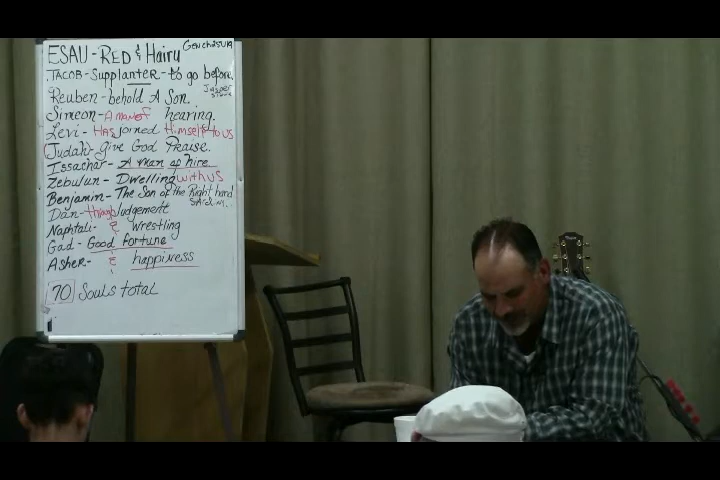 ESAU - RED & Hairy
JACOB - Supplanter - to go before.
Jasper
Reuben - behold A Son.
Simeon - A man of hearing.
Levi - Has joined Himself to us
Judah - give God Praise.
Issachar - A man of hire
Zebulun - Dwelling with us
Benjamin - The Son of the Right hand
Dan - through Judgement
Naphtali - & wrestling
Gad - Good fortune
Asher - & happiness
70 Souls total